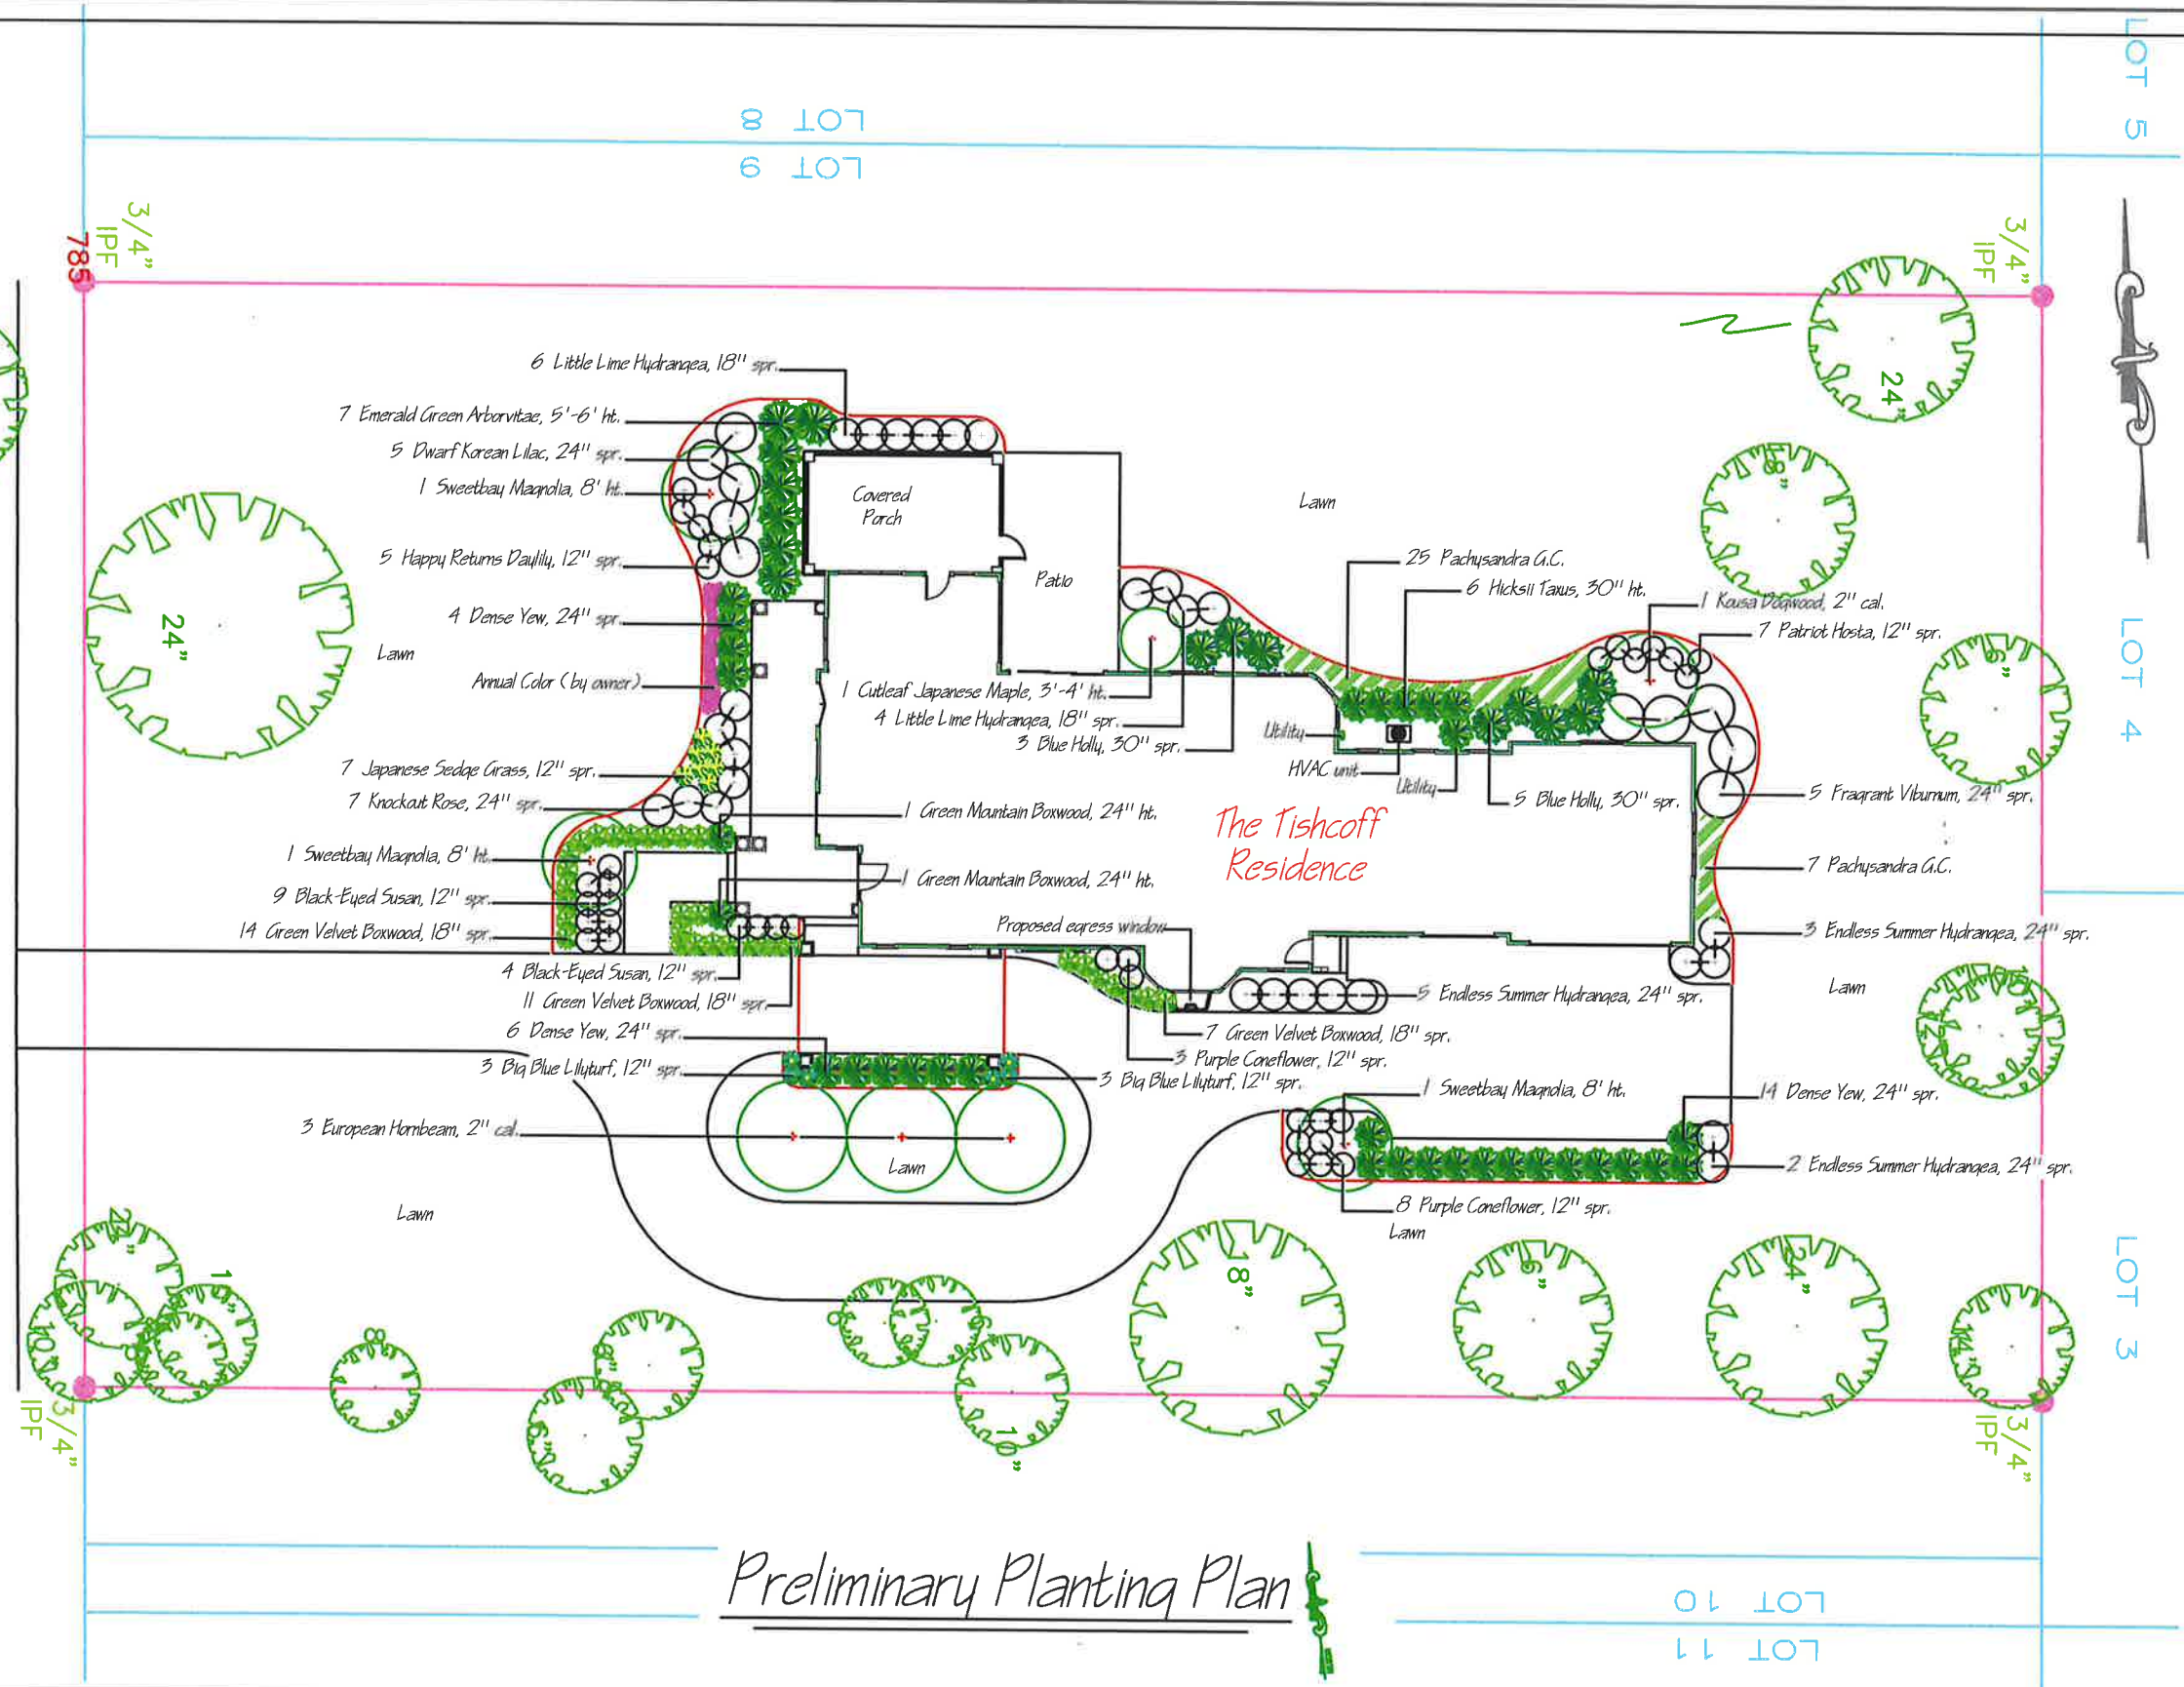 LOT 5
LOT 8
LOT 9
3/4"
IPF
785
3/4"
IPF
24"
6 Little Lime Hydrangea, 18" spr.
7 Emerald Green Arborvitae, 5'-6' ht.
5 Dwarf Korean Lilac, 24" spr.
1 Sweetbay Magnolia, 8' ht.
Covered
Porch
Lawn
8"
5 Happy Returns Daylily, 12" spr.
25 Pachysandra G.C.
Patio
6 Hicksii Taxus, 30" ht.
1 Kousa Dogwood, 2" cal.
4 Dense Yew, 24" spr.
7 Patriot Hosta, 12" spr.
24"
Lawn
6"
LOT 4
Annual Color (by owner)
1 Cutleaf Japanese Maple, 3'-4' ht.
4 Little Lime Hydrangea, 18" spr.
3 Blue Holly, 30" spr.
Utility
HVAC unit
Utility
7 Japanese Sedge Grass, 12" spr.
7 Knockout Rose, 24" spr.
5 Blue Holly, 30" spr.
5 Fragrant Viburnum, 24" spr.
1 Green Mountain Boxwood, 24" ht.
The Tishcoff
Residence
1 Sweetbay Magnolia, 8' ht.
7 Pachysandra G.C.
1 Green Mountain Boxwood, 24" ht.
9 Black-Eyed Susan, 12" spr.
14 Green Velvet Boxwood, 18" spr.
Proposed egress window
3 Endless Summer Hydrangea, 24" spr.
4 Black-Eyed Susan, 12" spr.
11 Green Velvet Boxwood, 18" spr.
5 Endless Summer Hydrangea, 24" spr.
Lawn
6 Dense Yew, 24" spr.
7 Green Velvet Boxwood, 18" spr.
3 Purple Coneflower, 12" spr.
3 Big Blue Lilyturf, 12" spr.
3 Big Blue Lilyturf, 12" spr.
1 Sweetbay Magnolia, 8' ht.
14 Dense Yew, 24" spr.
3 European Hornbeam, 2" cal.
Lawn
2 Endless Summer Hydrangea, 24" spr.
8 Purple Coneflower, 12" spr.
Lawn
Lawn
24"
18"
6"
24"
LOT 3
10"
8"
8"
6"
14"
6"
10"
3/4"
IPF
3/4"
IPF
Preliminary Planting Plan
LOT 10
LOT 11